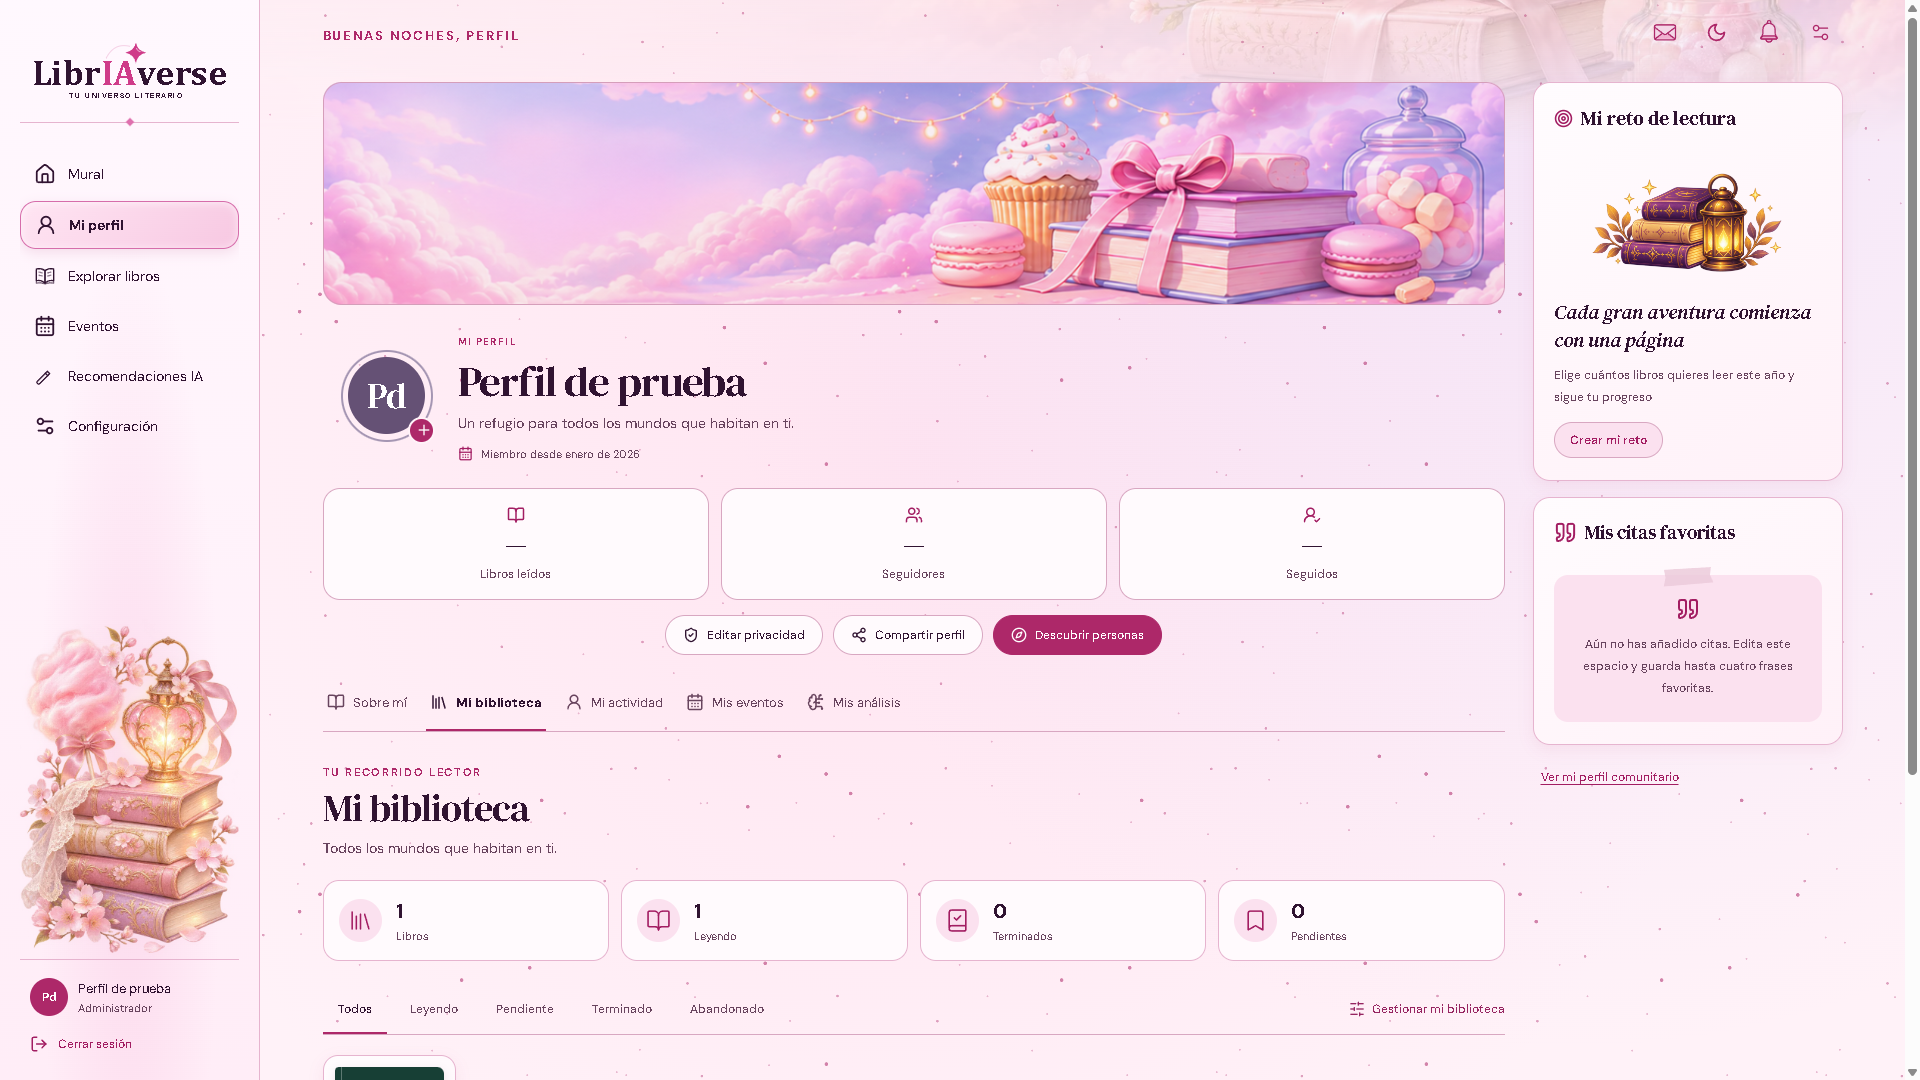 LibrIAverse
TU UNIVERSO LITERARIO
Mural
Mi perfil
Explorar libros
Eventos
Recomendaciones IA
Configuración
Pd
Perfil de prueba
Administrador
Cerrar sesión
BUENAS NOCHES, PERFIL
MI PERFIL
Pd
Perfil de prueba
Un refugio para todos los mundos que habitan en ti.
Miembro desde enero de 2026
—
Libros leídos
—
Seguidores
—
Seguidos
Editar privacidad
Compartir perfil
Descubrir personas
Sobre mí
Mi biblioteca
Mi actividad
Mis eventos
Mis análisis
TU RECORRIDO LECTOR
Mi biblioteca
Todos los mundos que habitan en ti.
1
Libros
1
Leyendo
0
Terminados
0
Pendientes
Todos
Leyendo
Pendiente
Terminado
Abandonado
Gestionar mi biblioteca
Mi reto de lectura
Cada gran aventura comienza
con una página
Elige cuántos libros quieres leer este año y
sigue tu progreso
Crear mi reto
Mis citas favoritas
Aún no has añadido citas. Edita este
espacio y guarda hasta cuatro frases
favoritas.
Ver mi perfil comunitario